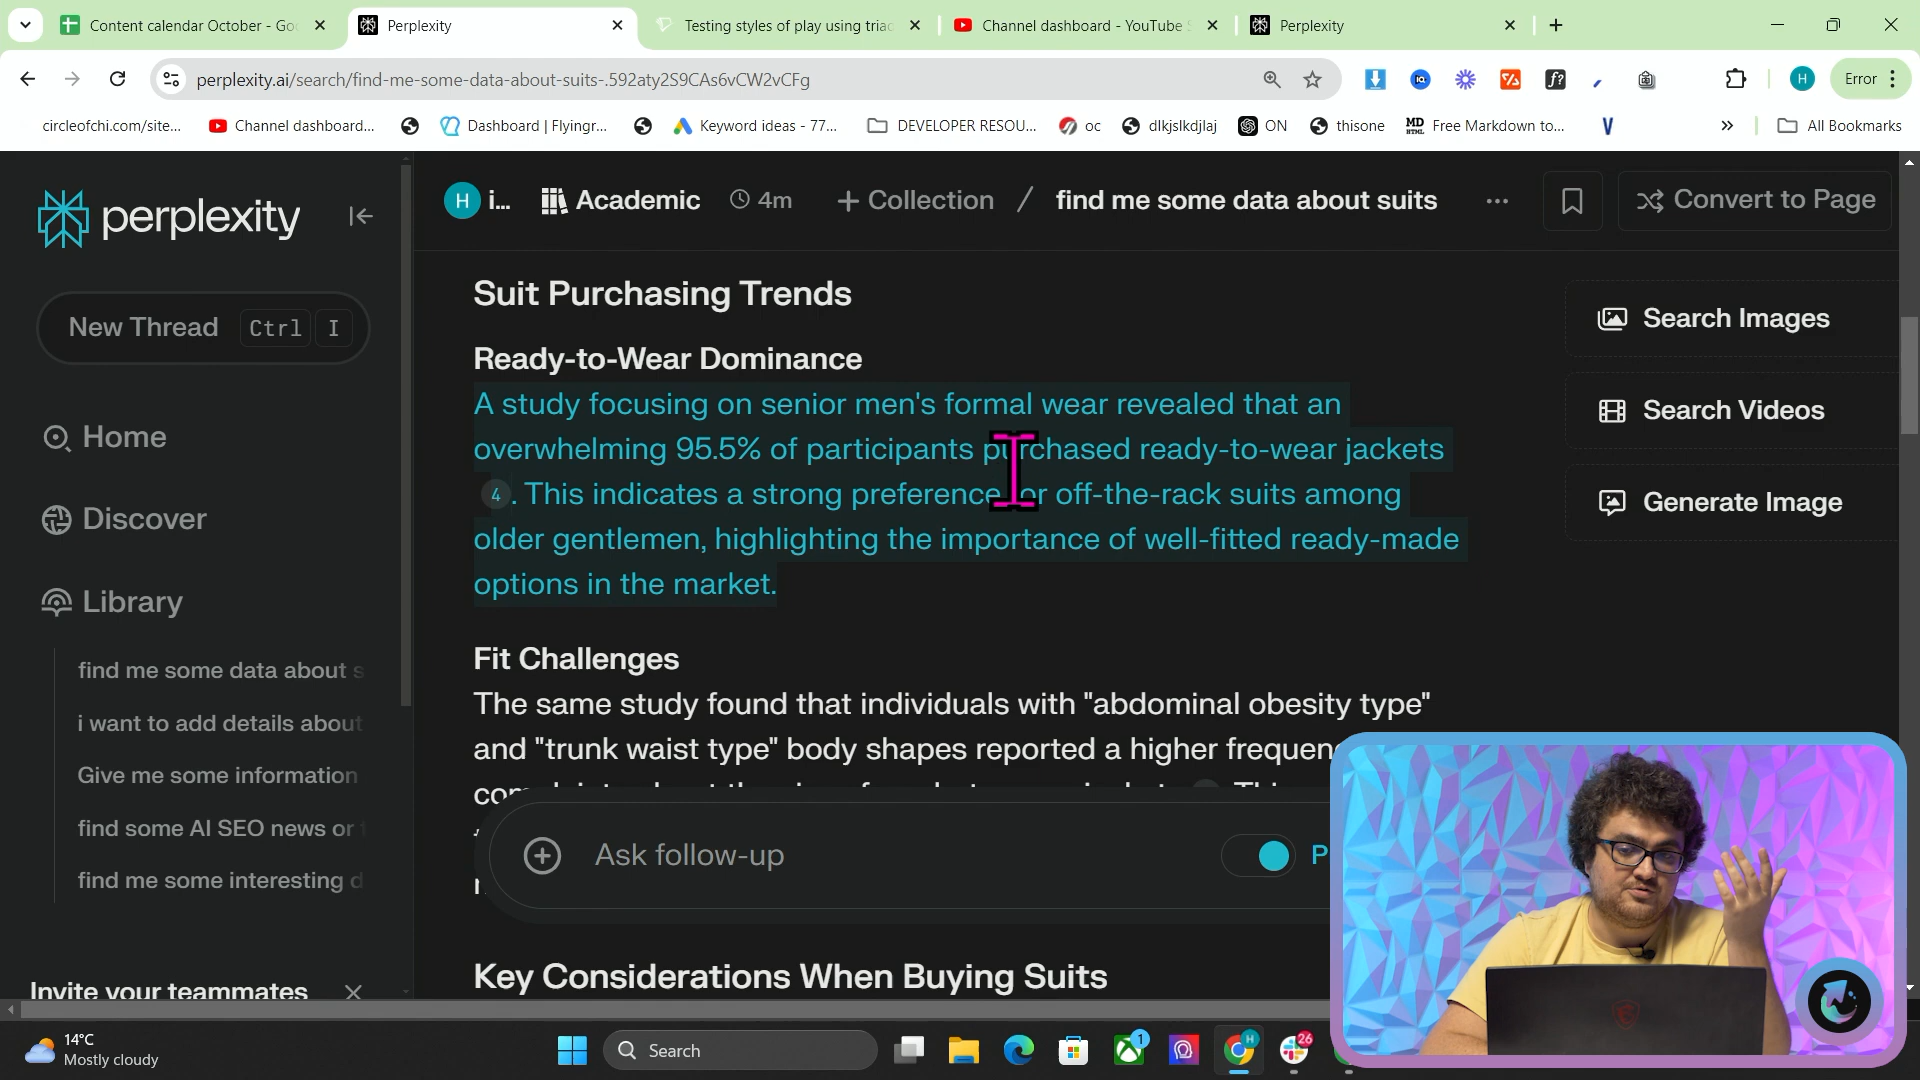 Content calendar October - Goo
Perplexity
Testing styles of play using triad
Channel dashboard - YouTube S
Perplexity
perplexity.ai/search/find-me-some-data-about-suits-.592aty2S9CAs6vCW2vCFg
H
Error
circleofchi.com/site...
Channel dashboard...
Dashboard | Flyingr...
Keyword ideas - 77...
DEVELOPER RESOU...
oc
dlkjslkdjlaj
ON
thisone
MD
Free Markdown to...
V
All Bookmarks
perplexity
New Thread Ctrl I
Home
Discover
Library
find me some data about s
i want to add details about
Give me some information
find some AI SEO news or
find me some interesting d
Invite your teammates
H i... Academic 4m + Collection / find me some data about suits
Convert to Page
Suit Purchasing Trends
Ready-to-Wear Dominance
A study focusing on senior men's formal wear revealed that an
overwhelming 95.5% of participants purchased ready-to-wear jackets
4 . This indicates a strong preference for off-the-rack suits among
older gentlemen, highlighting the importance of well-fitted ready-made
options in the market.
Fit Challenges
The same study found that individuals with "abdominal obesity type"
and "trunk waist type" body shapes reported a higher frequenc
Ask follow-up
P
Key Considerations When Buying Suits
Search Images
Search Videos
Generate Image
14°C
Mostly cloudy
Search
1
H
26